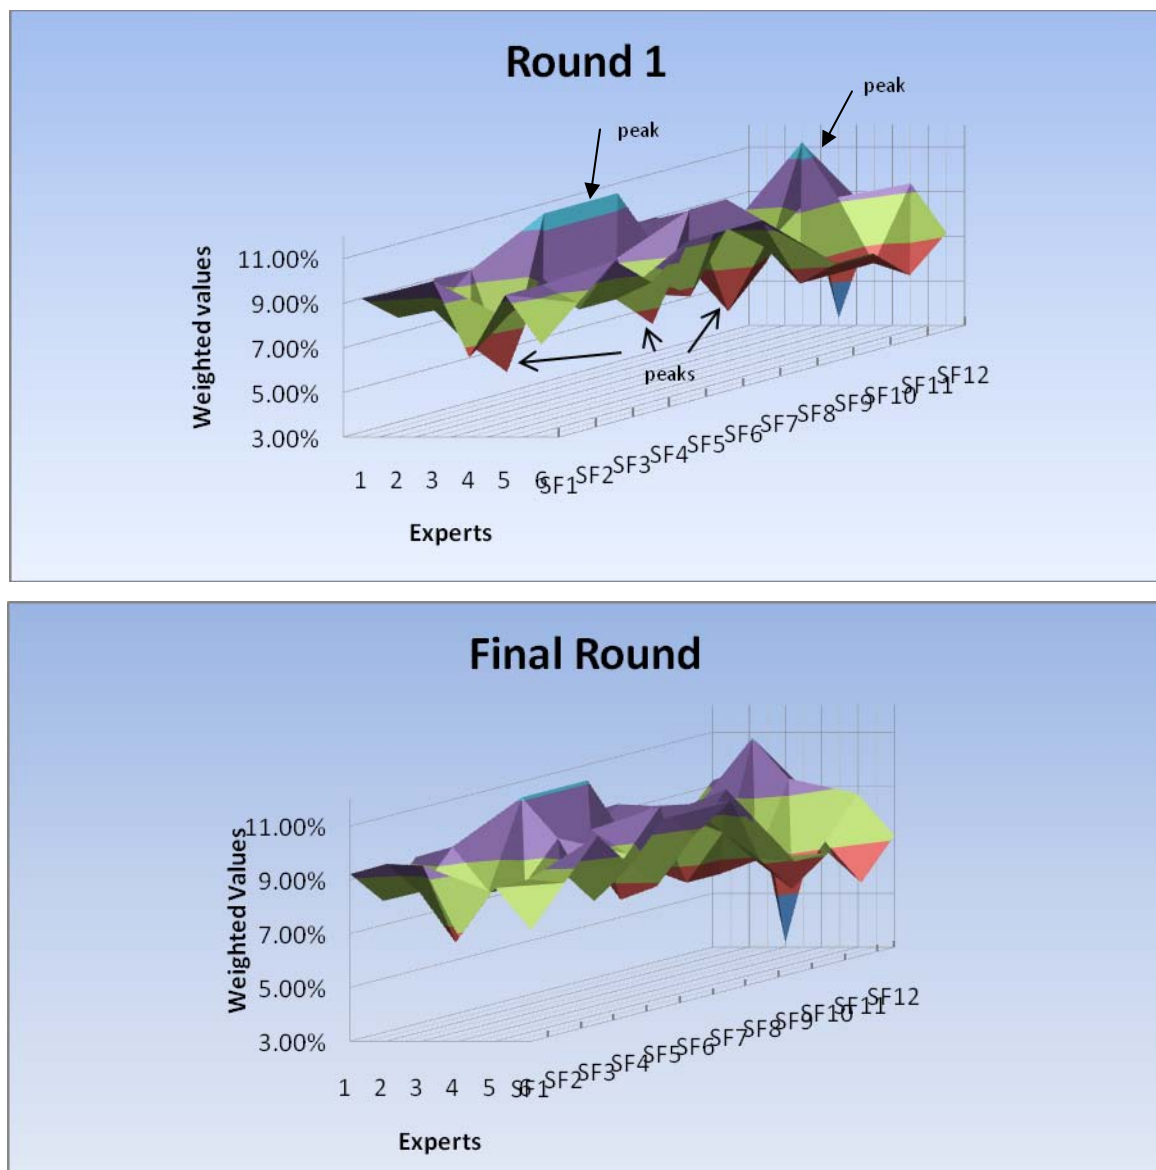 Round 1
peak
peak
Weighted values
11.00%
9.00%
7.00%
5.00%
3.00%
peaks
1 2 3 4 5 6
SF1 SF2 SF3 SF4 SF5 SF6 SF7 SF8 SF9 SF10 SF11 SF12
Experts
Final Round
Weighted Values
11.00%
9.00%
7.00%
5.00%
3.00%
1 2 3 4 5 6
SF1 SF2 SF3 SF4 SF5 SF6 SF7 SF8 SF9 SF10 SF11 SF12
Experts